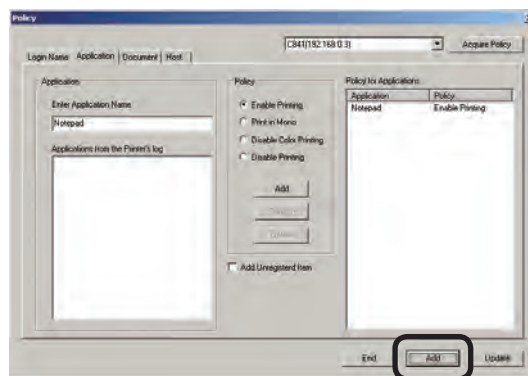 Policy
C841(192.168.0.3)
Acquire Policy
Login Name Application Document Host
Application
Enter Application Name
Notepad
Applications from the Printer's log
Policy
Enable Printing
Print in Mono
Disable Color Printing
Disable Printing
Add
Add Unregisterd Item
Policy for Applications
Application Policy
Notepad Enable Printing
End Add Update